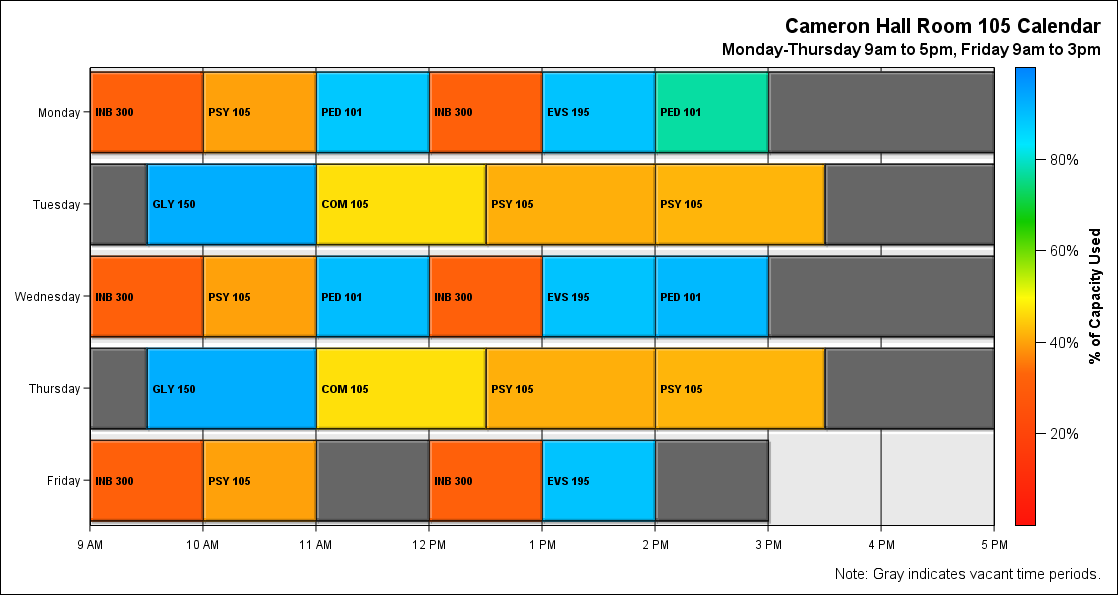 Cameron Hall Room 105 Calendar
Monday-Thursday 9am to 5pm, Friday 9am to 3pm
Monday
INB 300 PSY 105 PED 101 INB 300 EVS 195 PED 101
Tuesday
GLY 150 COM 105 PSY 105 PSY 105
Wednesday
INB 300 PSY 105 PED 101 INB 300 EVS 195 PED 101
Thursday
GLY 150 COM 105 PSY 105 PSY 105
Friday
INB 300 PSY 105 INB 300 EVS 195
9 AM 10 AM 11 AM 12 PM 1 PM 2 PM 3 PM 4 PM 5 PM
80%
60%
40%
20%
% of Capacity Used
Note: Gray indicates vacant time periods.